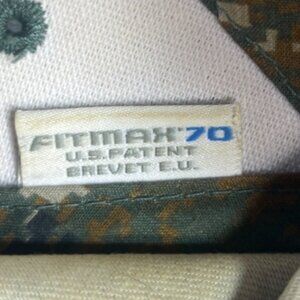 FITMAX°70
U.S. PATENT
BREVET E.U.